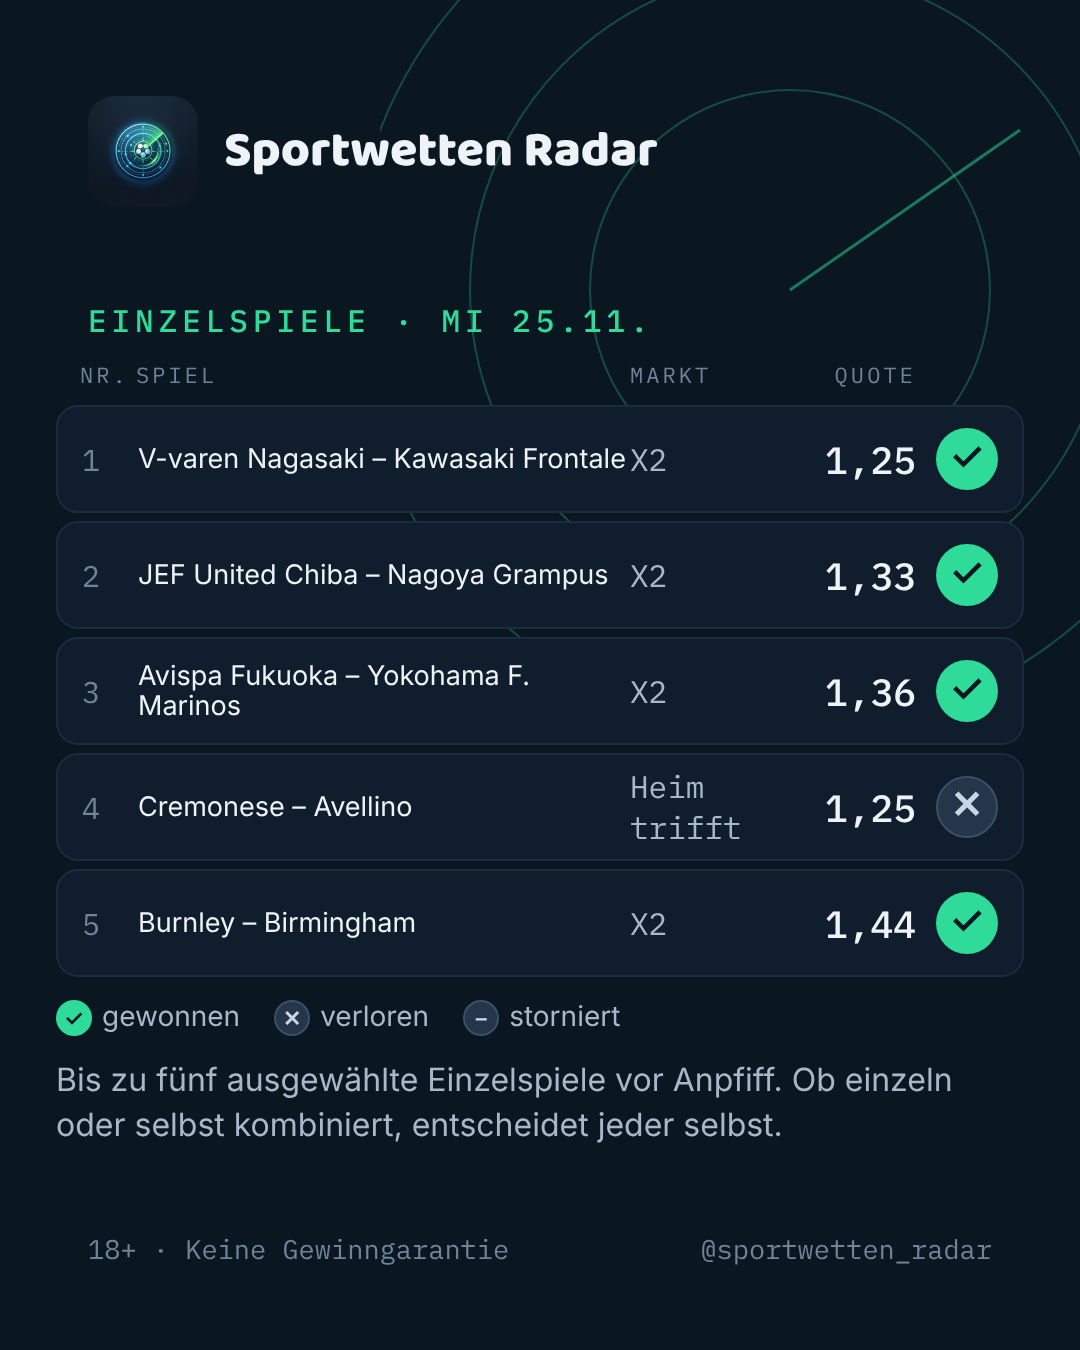 Sportwetten Radar
EINZELSPIELE · MI 25.11.
NR. SPIEL MARKT QUOTE
1 V-varen Nagasaki – Kawasaki Frontale X2 1,25
2 JEF United Chiba – Nagoya Grampus X2 1,33
3 Avispa Fukuoka – Yokohama F. Marinos X2 1,36
4 Cremonese – Avellino Heim trifft 1,25
5 Burnley – Birmingham X2 1,44
gewonnen verloren storniert
Bis zu fünf ausgewählte Einzelspiele vor Anpfiff. Ob einzeln
oder selbst kombiniert, entscheidet jeder selbst.
18+ · Keine Gewinngarantie @sportwetten_radar